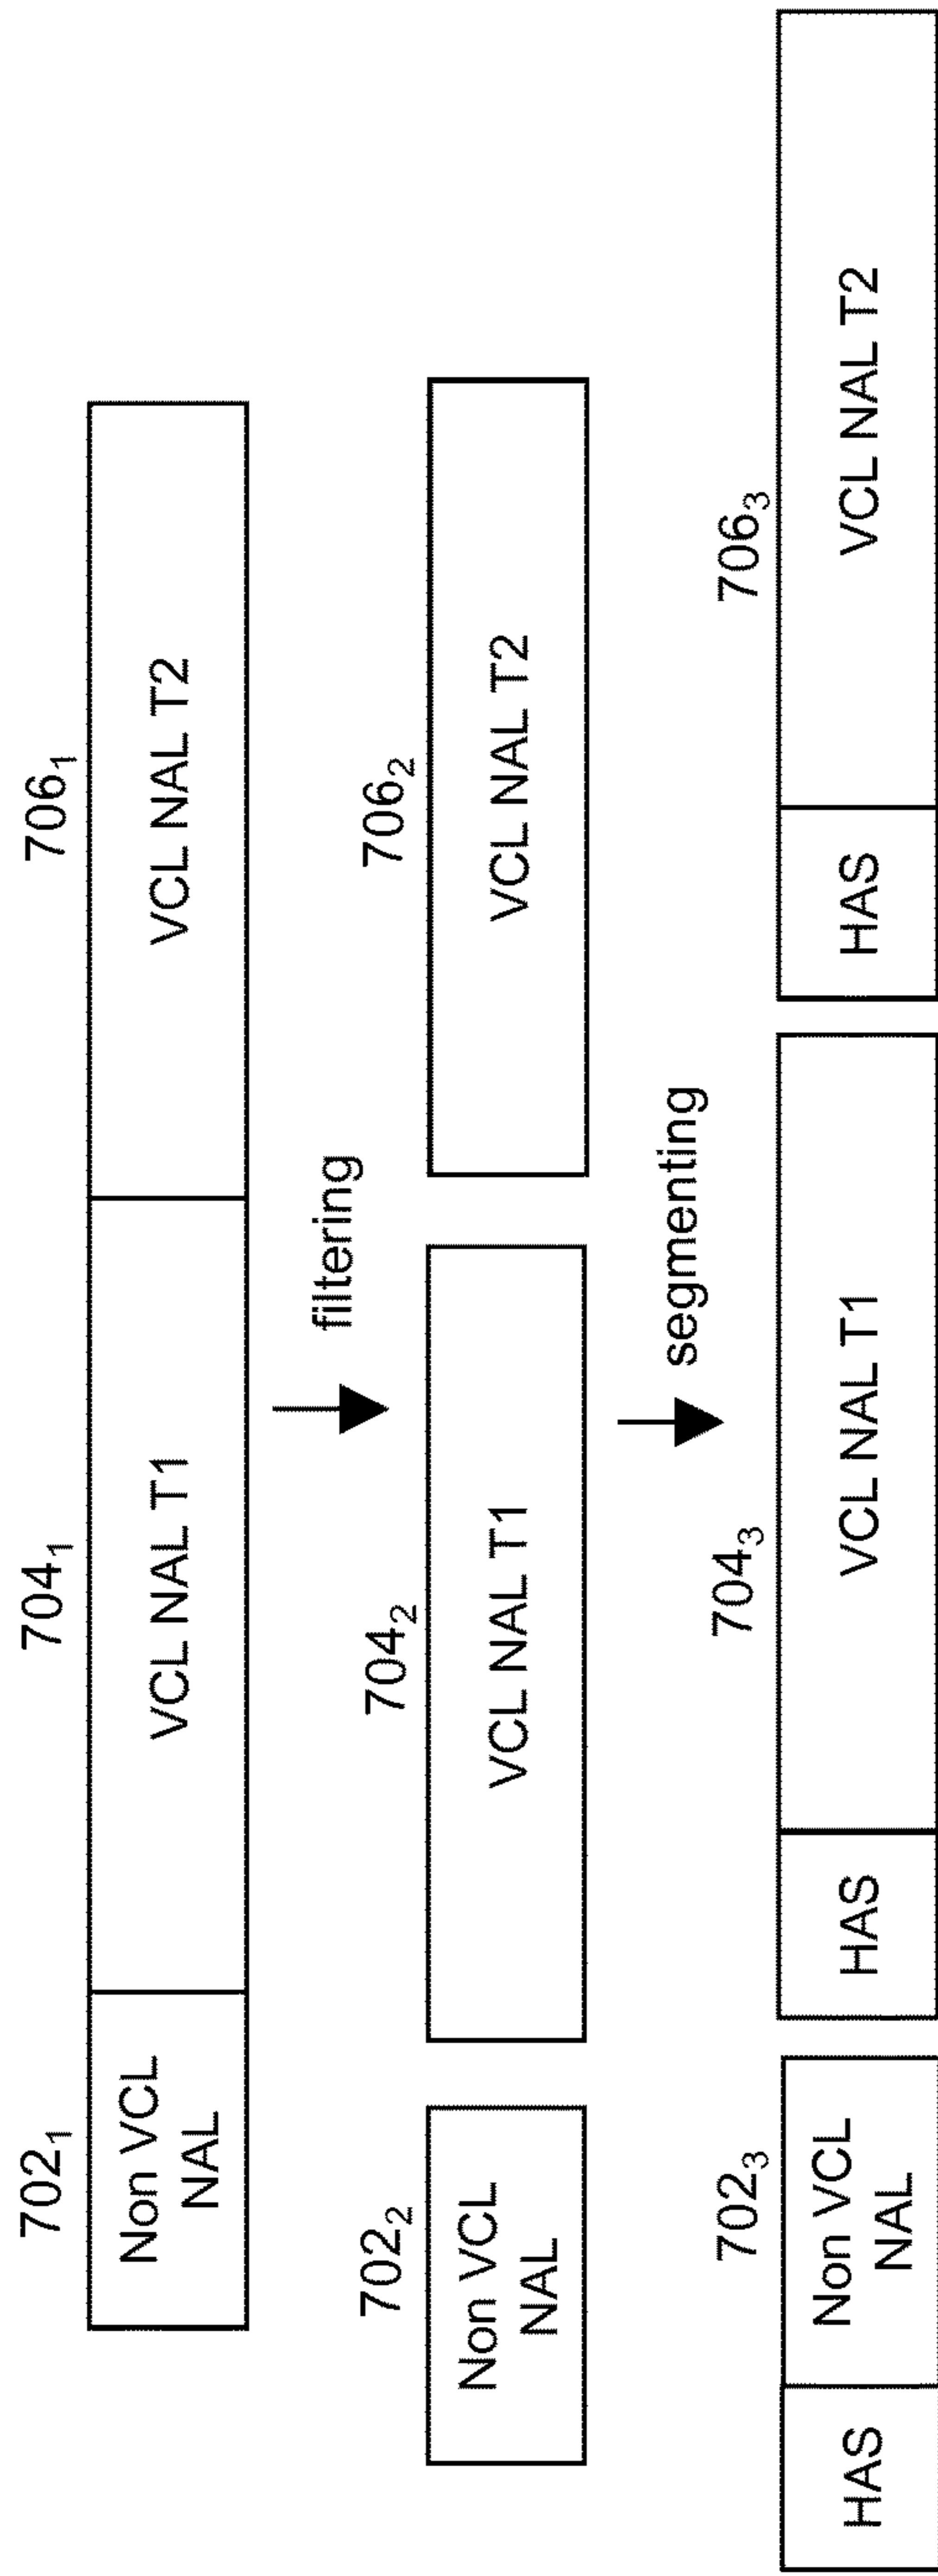 702₁ 704₁ 706₁
Non VCL
NAL
VCL NAL T1
VCL NAL T2
filtering
702₂ 704₂ 706₂
Non VCL
NAL
VCL NAL T1
VCL NAL T2
segmenting
702₃ 704₃ 706₃
HAS
Non VCL
NAL
HAS
VCL NAL T1
HAS
VCL NAL T2